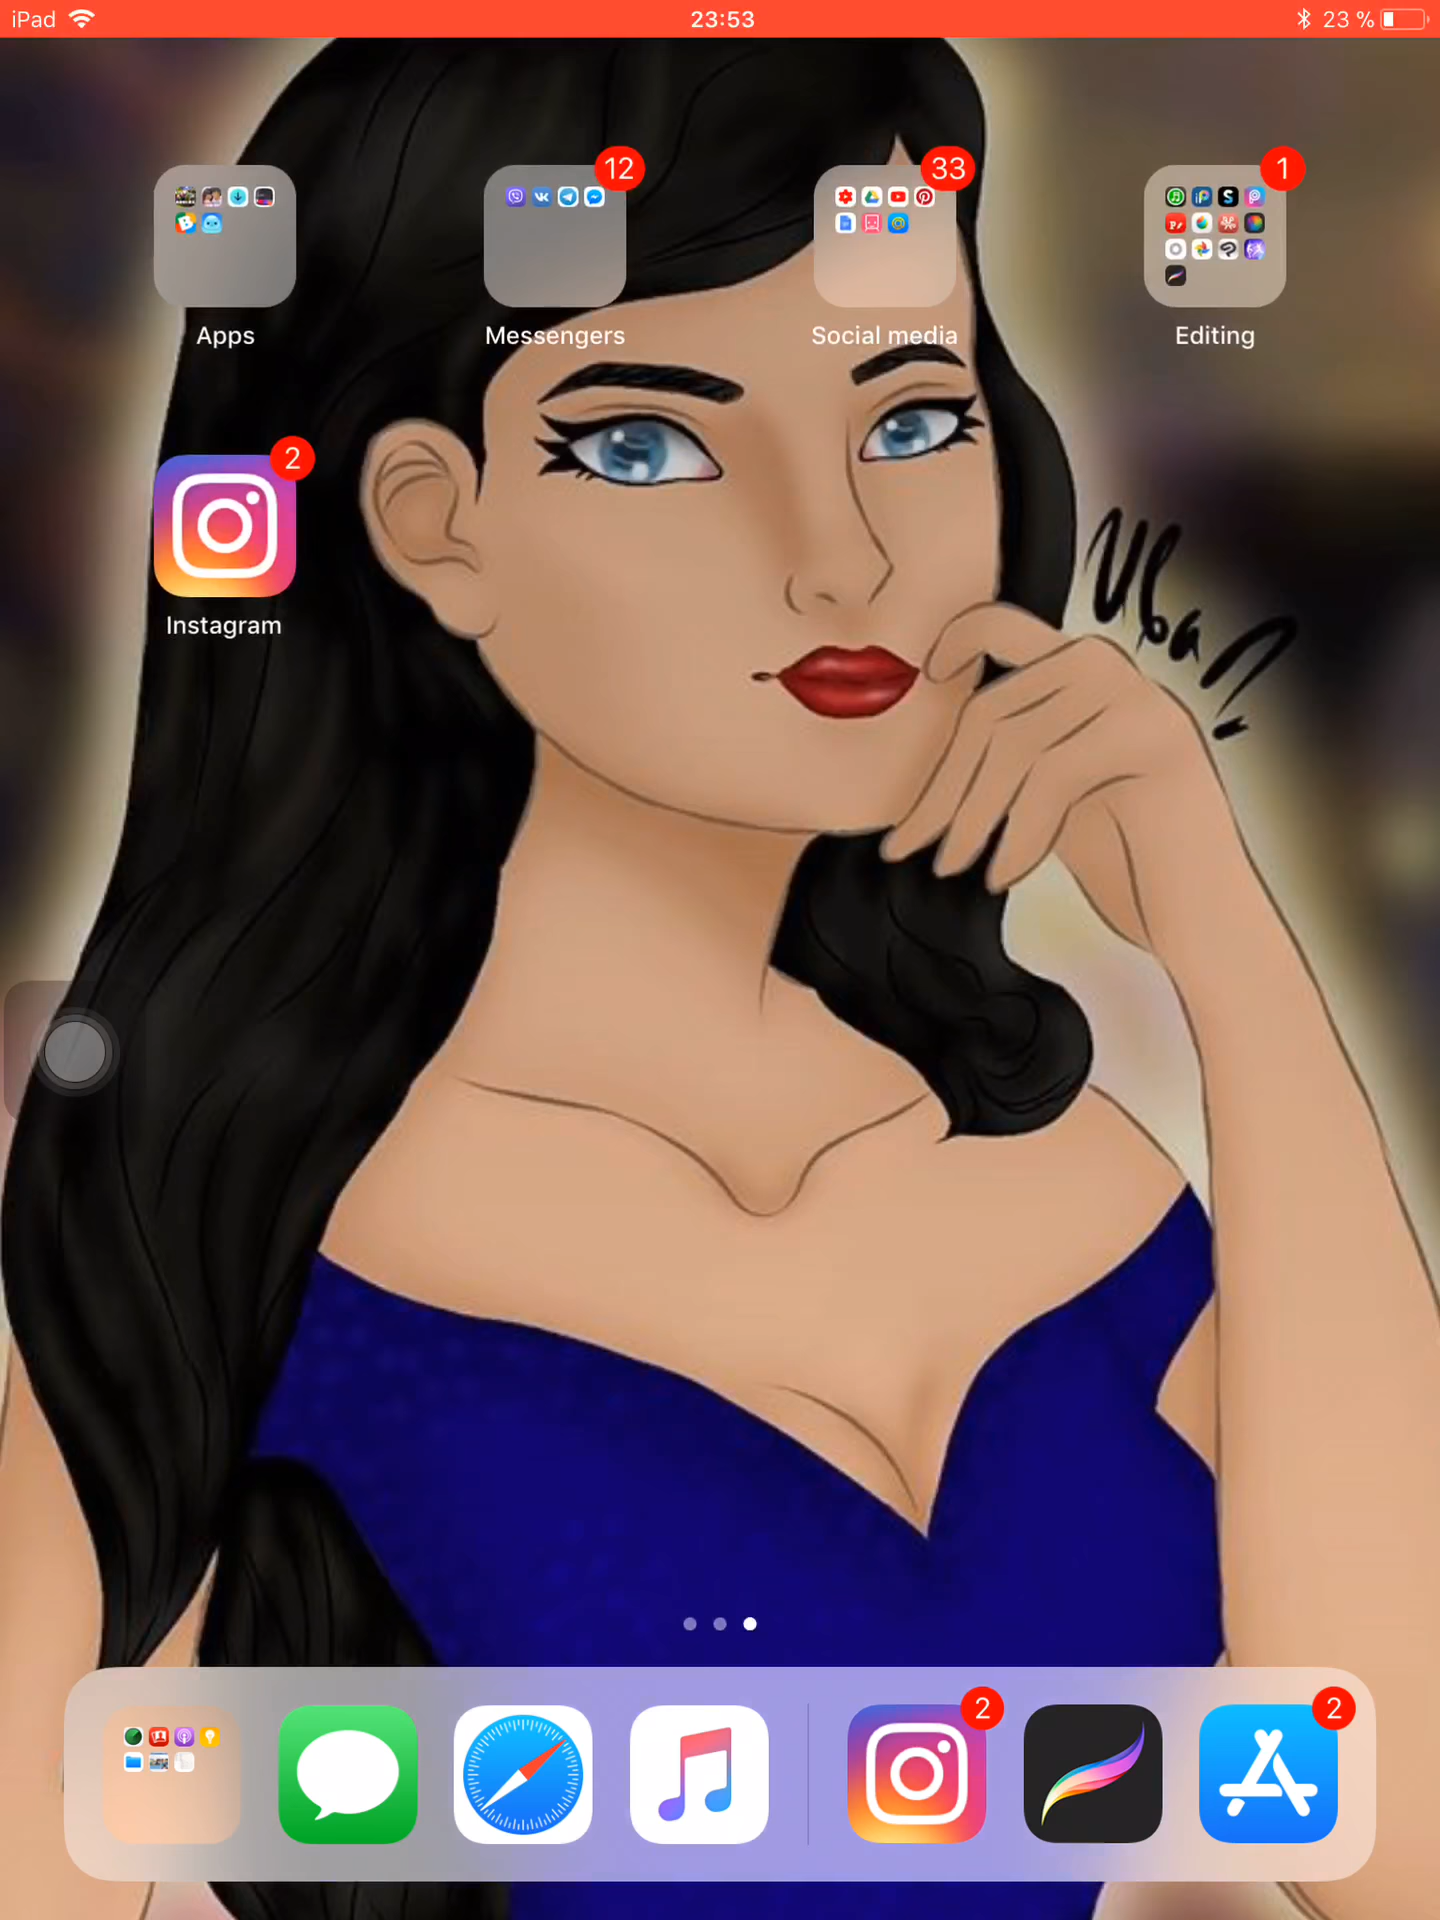 iPad 23:53 23 %
12 33 1
Apps Messengers Social media Editing
2
Instagram
2 2